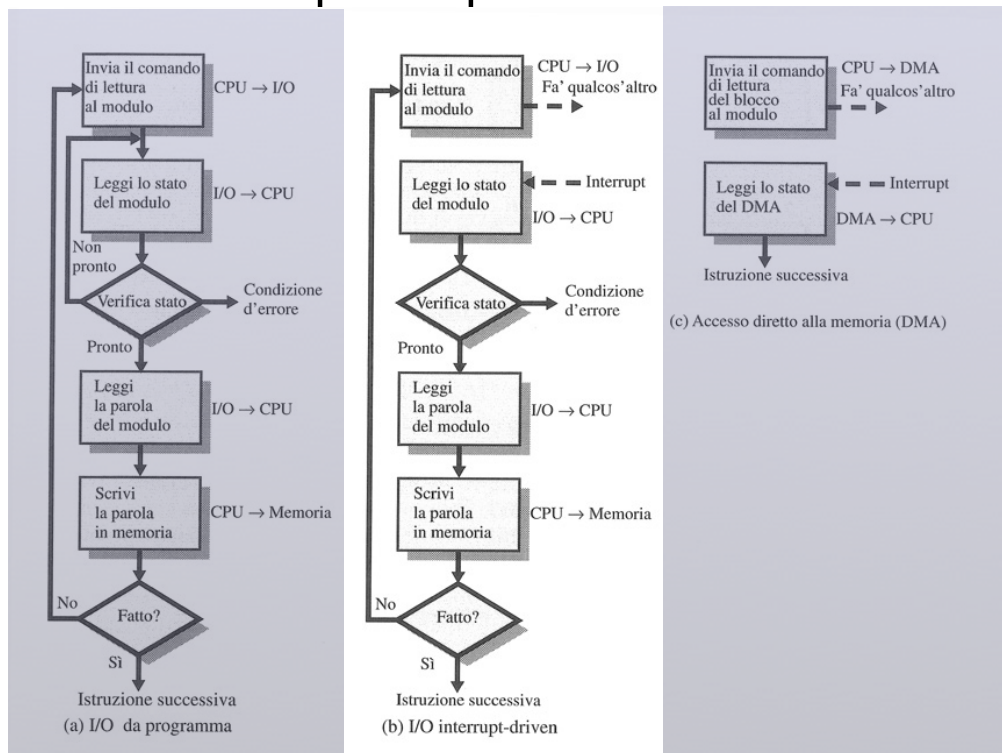 Invia il comando
di lettura
al modulo
CPU → I/O
Leggi lo stato
del modulo
I/O → CPU
Non
pronto
Verifica stato
Condizione
d'errore
Pronto
Leggi
la parola
del modulo
I/O → CPU
Scrivi
la parola
in memoria
CPU → Memoria
No
Fatto?
Sì
Istruzione successiva
(a) I/O da programma
Invia il comando
di lettura
al modulo
CPU → I/O
Fa' qualcos'altro
Leggi lo stato
del modulo
Interrupt
I/O → CPU
Verifica stato
Condizione
d'errore
Pronto
Leggi
la parola
del modulo
I/O → CPU
Scrivi
la parola
in memoria
CPU → Memoria
No
Fatto?
Sì
Istruzione successiva
(b) I/O interrupt-driven
Invia il comando
di lettura
del blocco
al modulo
CPU → DMA
Fa' qualcos'altro
Leggi lo stato
del DMA
Interrupt
DMA → CPU
Istruzione successiva
(c) Accesso diretto alla memoria (DMA)